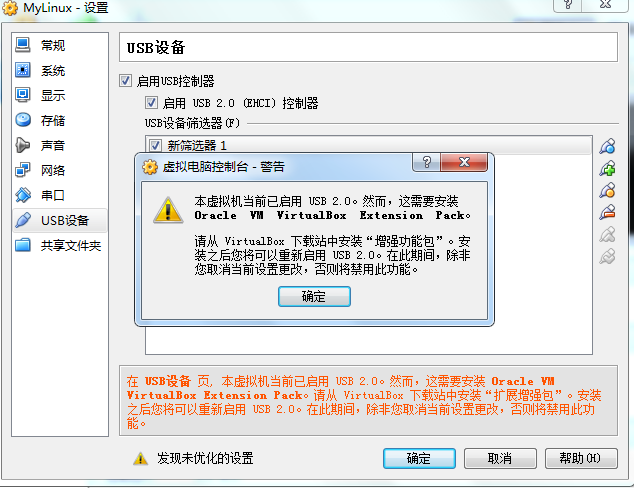 MyLinux - 设置
常规
系统
显示
存储
声音
网络
串口
USB设备
共享文件夹
USB设备
启用USB控制器
启用 USB 2.0 (EHCI) 控制器
USB设备筛选器(F)
新筛选器 1
虚拟电脑控制台 - 警告
本虚拟机当前已启用 USB 2.0。然而，这需要安装
Oracle VM VirtualBox Extension Pack。
请从 VirtualBox 下载站中安装“增强功能包”。安
装之后您将可以重新启用 USB 2.0。在此期间，除非
您取消当前设置更改，否则将禁用此功能。
确定
在 USB设备 页, 本虚拟机当前已启用 USB 2.0。然而，这需要安装 Oracle VM
VirtualBox Extension Pack。请从 VirtualBox 下载站中安装“扩展增强包”。安装
之后您将可以重新启用 USB 2.0。在此期间，除非您取消当前设置更改，否则将禁用此功
能。
发现未优化的设置
确定
取消
帮助(H)